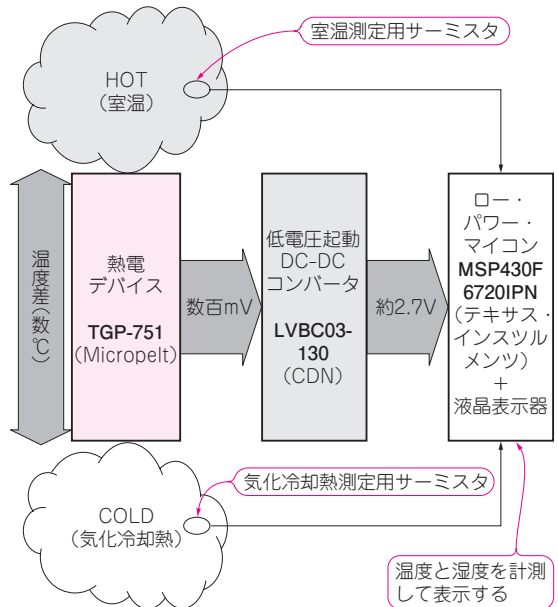 室温測定用サーミスタ
HOT
(室温)
温度差(数℃)
熱電
デバイス
TGP-751
(Micropelt)
数百mV
低電圧起動
DC-DC
コンバータ
LVBC03-
130
(CDN)
約2.7V
ロー・
パワー・
マイコン
MSP430F
6720IPN
(テキサス・
インスツル
メンツ)
+
液晶表示器
気化冷却熱測定用サーミスタ
COLD
(気化冷却熱)
温度と湿度を計測
して表示する